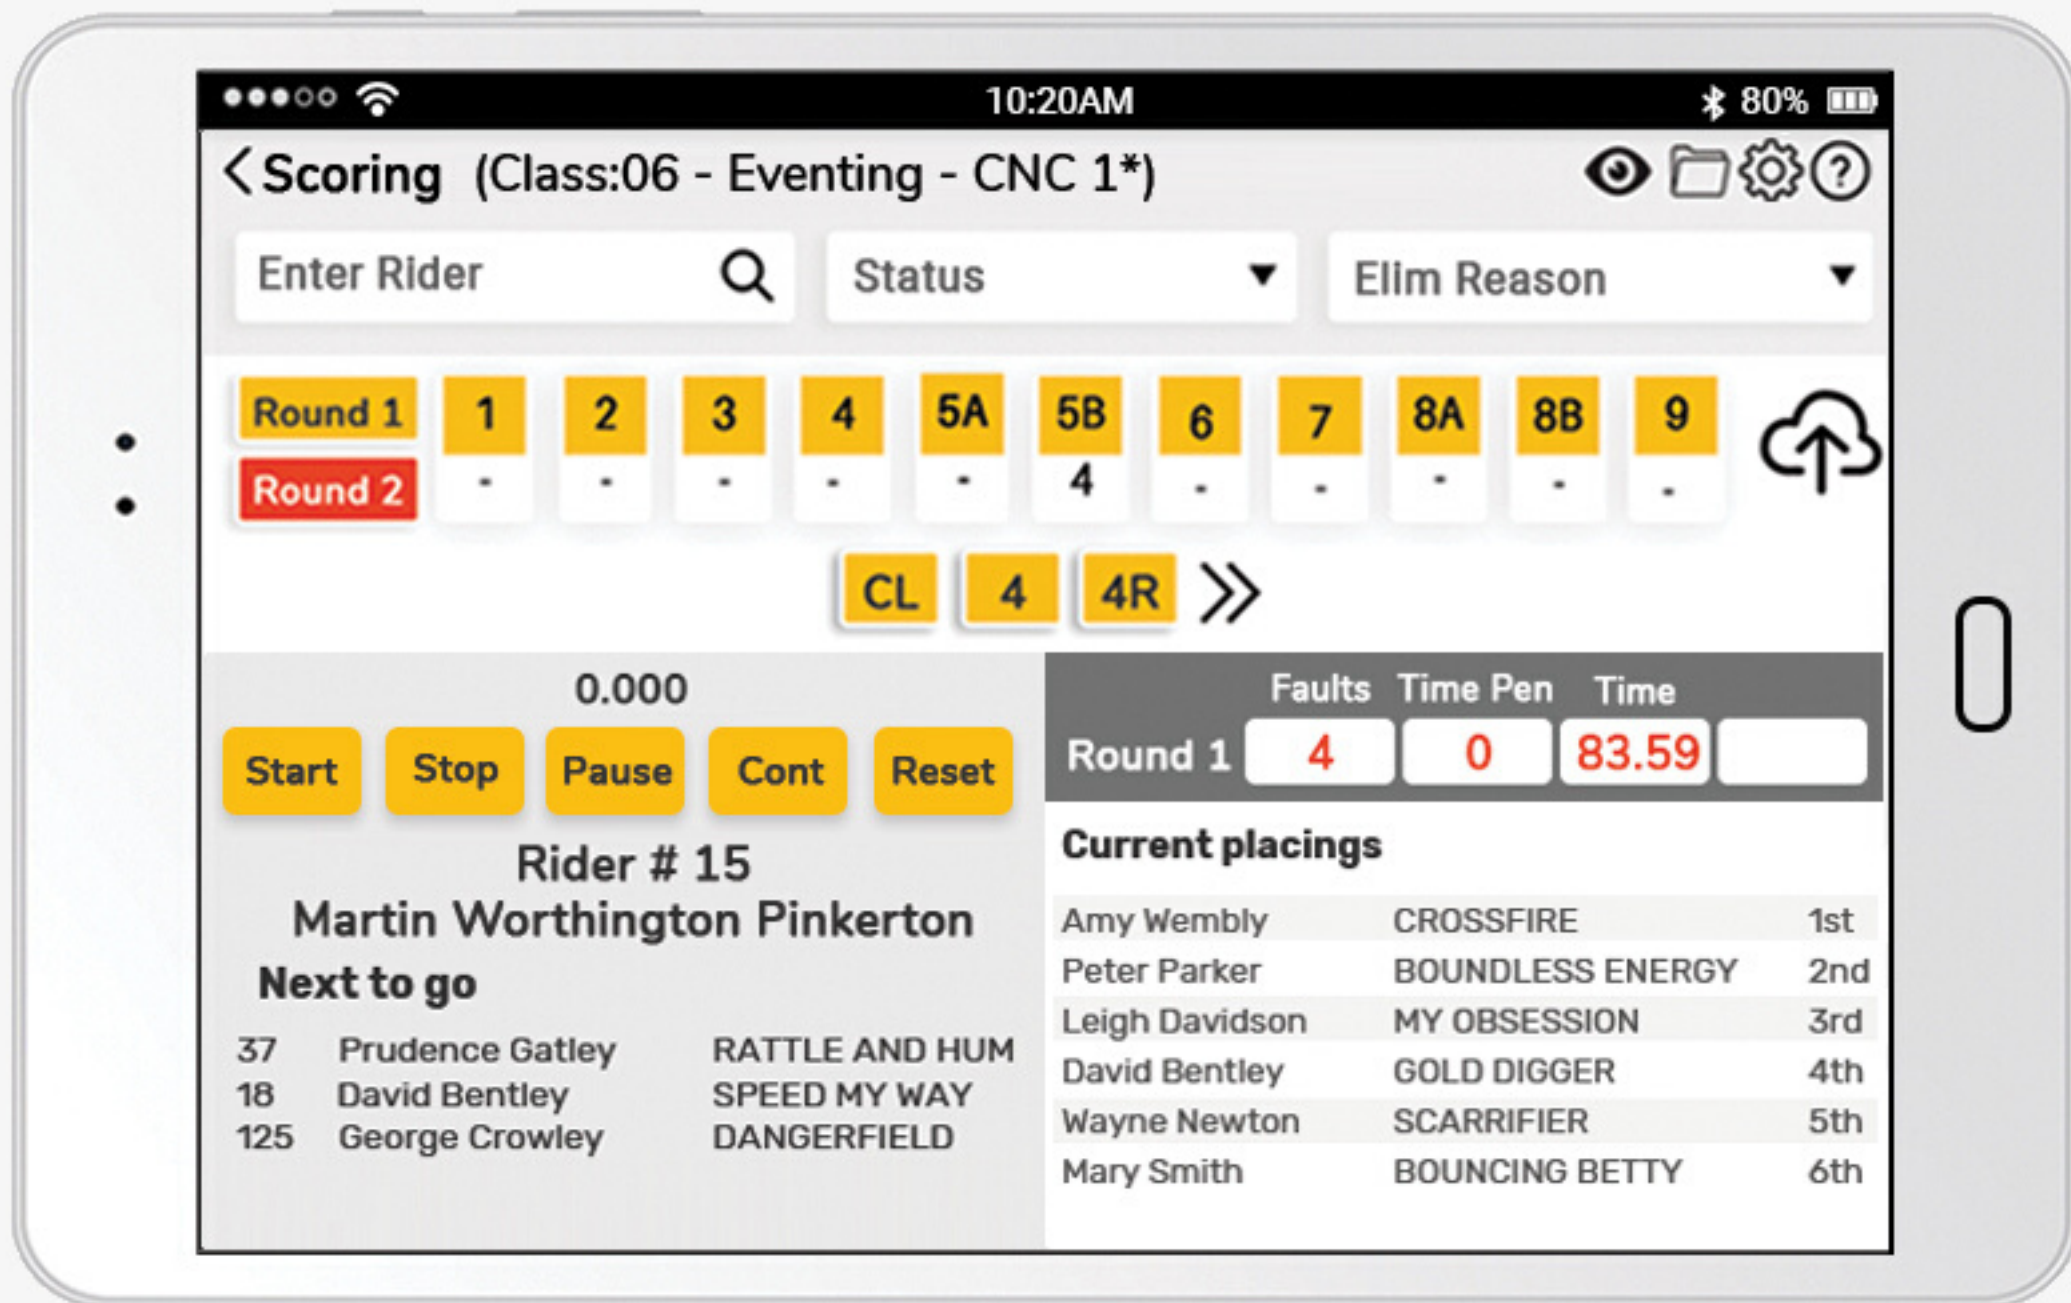 10:20AM 80%
Scoring (Class:06 - Eventing - CNC 1*)
?
Enter Rider Status Elim Reason
Round 1 1 2 3 4 5A 5B 6 7 8A 8B 9
Round 2 - - - - - 4 - - - - -
CL 4 4R
0.000
Start Stop Pause Cont Reset
Rider # 15
Martin Worthington Pinkerton
Next to go
37 Prudence Gatley RATTLE AND HUM
18 David Bentley SPEED MY WAY
125 George Crowley DANGERFIELD
Faults Time Pen Time
Round 1 4 0 83.59
Current placings
Amy Wembly CROSSFIRE 1st
Peter Parker BOUNDLESS ENERGY 2nd
Leigh Davidson MY OBSESSION 3rd
David Bentley GOLD DIGGER 4th
Wayne Newton SCARRIFIER 5th
Mary Smith BOUNCING BETTY 6th